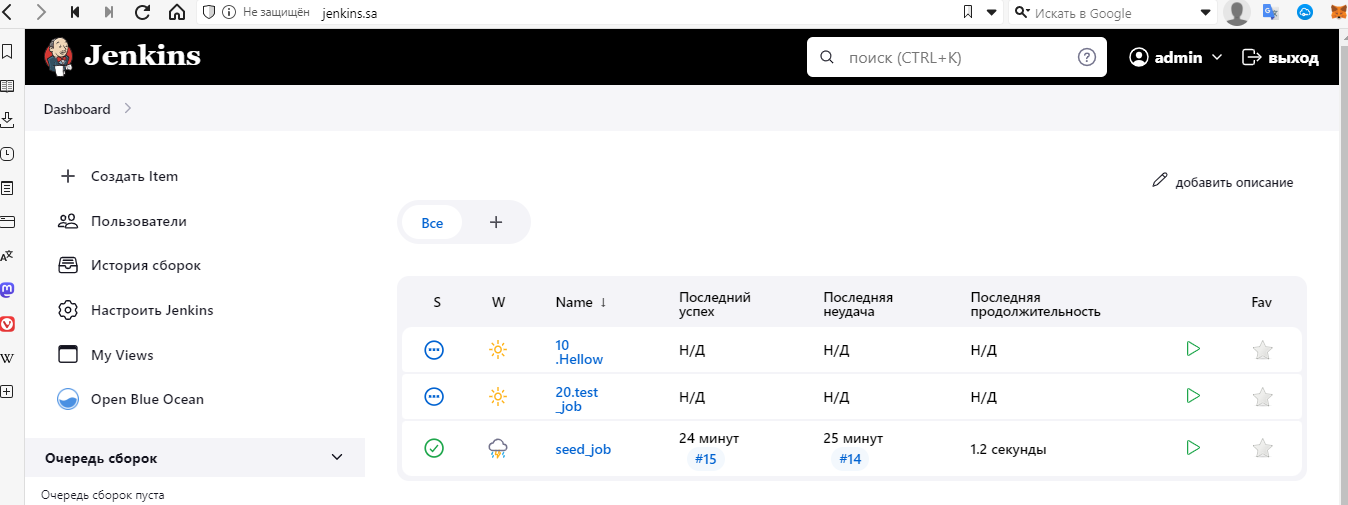 Не защищён jenkins.sa Искать в Google
Jenkins поиск (CTRL+K) admin выход
Dashboard
Создать Item
добавить описание
Пользователи
Все
История сборок
Настроить Jenkins
My Views
Open Blue Ocean
Очередь сборок
Очередь сборок пуста
S W Name ↓ Последний Последняя Последняя Fav
успех неудача продолжительность
10
.Hellow Н/Д Н/Д Н/Д
20.test
_job Н/Д Н/Д Н/Д
seed_job 24 минут 25 минут 1.2 секунды
#15 #14